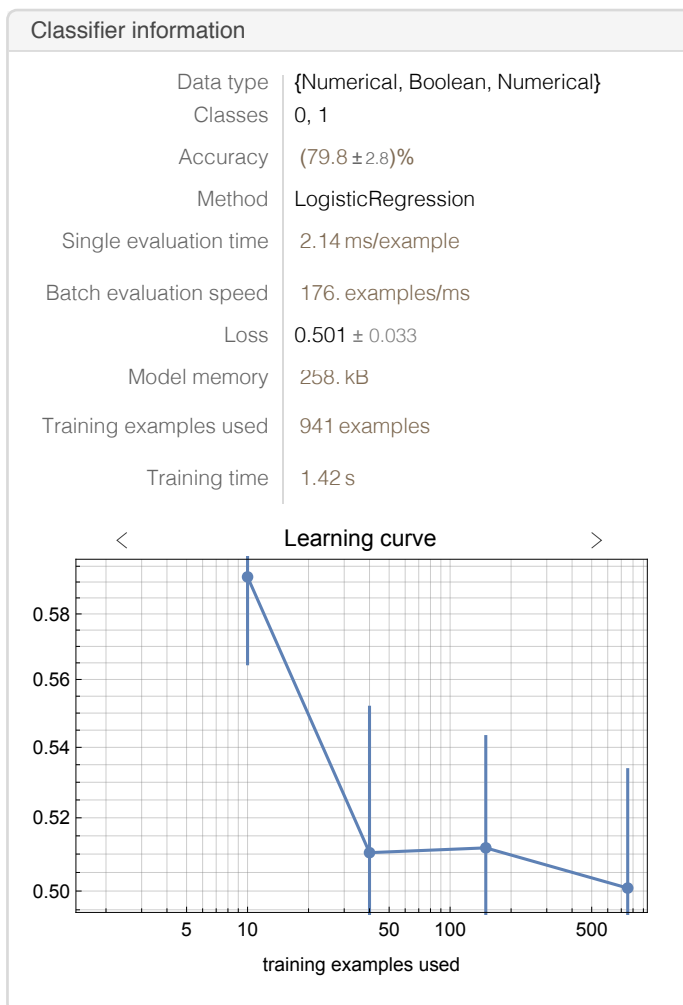 Classifier information
Data type {Numerical, Boolean, Numerical}
Classes 0, 1
Accuracy (79.8 ± 2.8)%
Method LogisticRegression
Single evaluation time 2.14 ms/example
Batch evaluation speed 176. examples/ms
Loss 0.501 ± 0.033
Model memory 258. kB
Training examples used 941 examples
Training time 1.42 s
< Learning curve >
0.58
0.56
0.54
0.52
0.50
5 10 50 100 500
training examples used